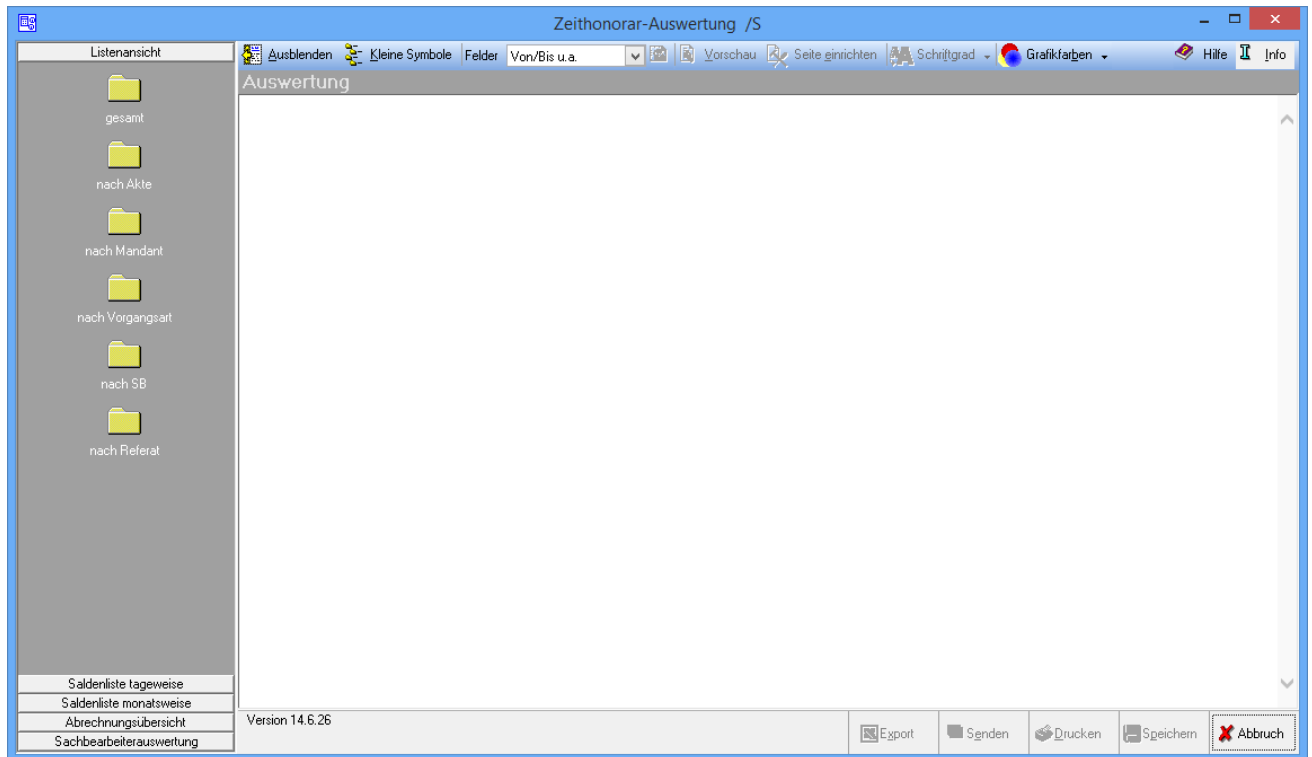 Zeithonorar-Auswertung /S
Listenansicht
Ausblenden Kleine Symbole Felder Von/Bis u.a. Vorschau Seite einrichten Schriftgrad Grafikfarben Hilfe Info
Auswertung
gesamt
nach Akte
nach Mandant
nach Vorgangsart
nach SB
nach Referat
Saldenliste tageweise
Saldenliste monatsweise
Abrechnungsübersicht
Sachbearbeiterauswertung
Version 14.6.26
Export Senden Drucken Speichern Abbruch